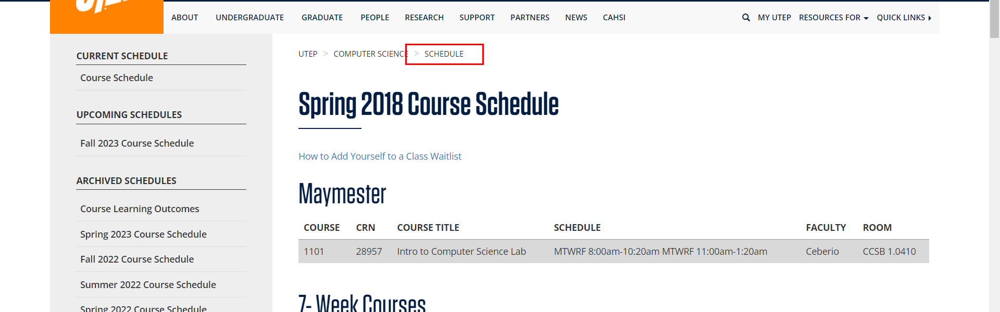 ABOUT UNDERGRADUATE GRADUATE PEOPLE RESEARCH SUPPORT PARTNERS NEWS CAHSI MY UTEP RESOURCES FOR QUICK LINKS
CURRENT SCHEDULE
Course Schedule
UPCOMING SCHEDULES
Fall 2023 Course Schedule
ARCHIVED SCHEDULES
Course Learning Outcomes
Spring 2023 Course Schedule
Fall 2022 Course Schedule
Summer 2022 Course Schedule
Spring 2022 Course Schedule
UTEP > COMPUTER SCIENCE > SCHEDULE
Spring 2018 Course Schedule
How to Add Yourself to a Class Waitlist
Maymester
COURSE CRN COURSE TITLE SCHEDULE FACULTY ROOM
1101 28957 Intro to Computer Science Lab MTWRF 8:00am-10:20am MTWRF 11:00am-1:20am Ceberio CCSB 1.0410
7- Week Courses